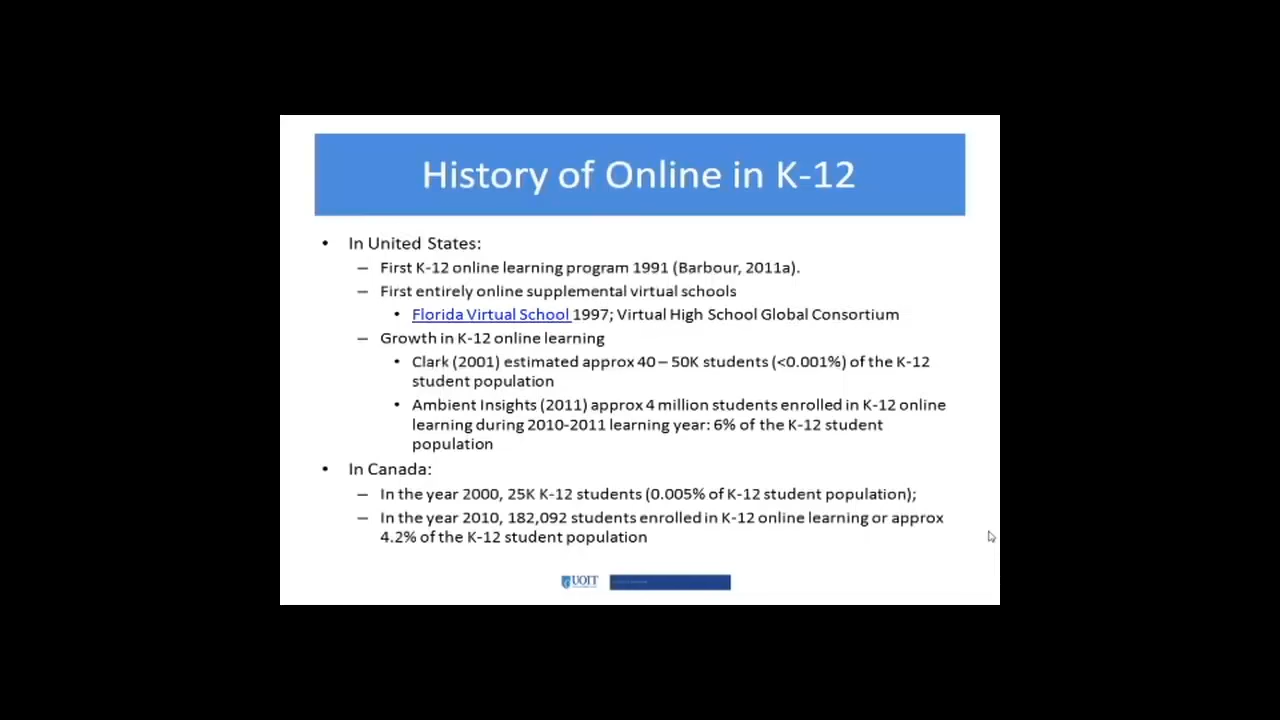 History of Online in K-12
• In United States:
– First K-12 online learning program 1991 (Barbour, 2011a).
– First entirely online supplemental virtual schools
• Florida Virtual School 1997; Virtual High School Global Consortium
– Growth in K-12 online learning
• Clark (2001) estimated approx 40 – 50K students (<0.001%) of the K-12
student population
• Ambient Insights (2011) approx 4 million students enrolled in K-12 online
learning during 2010-2011 learning year: 6% of the K-12 student
population
• In Canada:
– In the year 2000, 25K K-12 students (0.005% of K-12 student population);
– In the year 2010, 182,092 students enrolled in K-12 online learning or approx
4.2% of the K-12 student population
UOIT